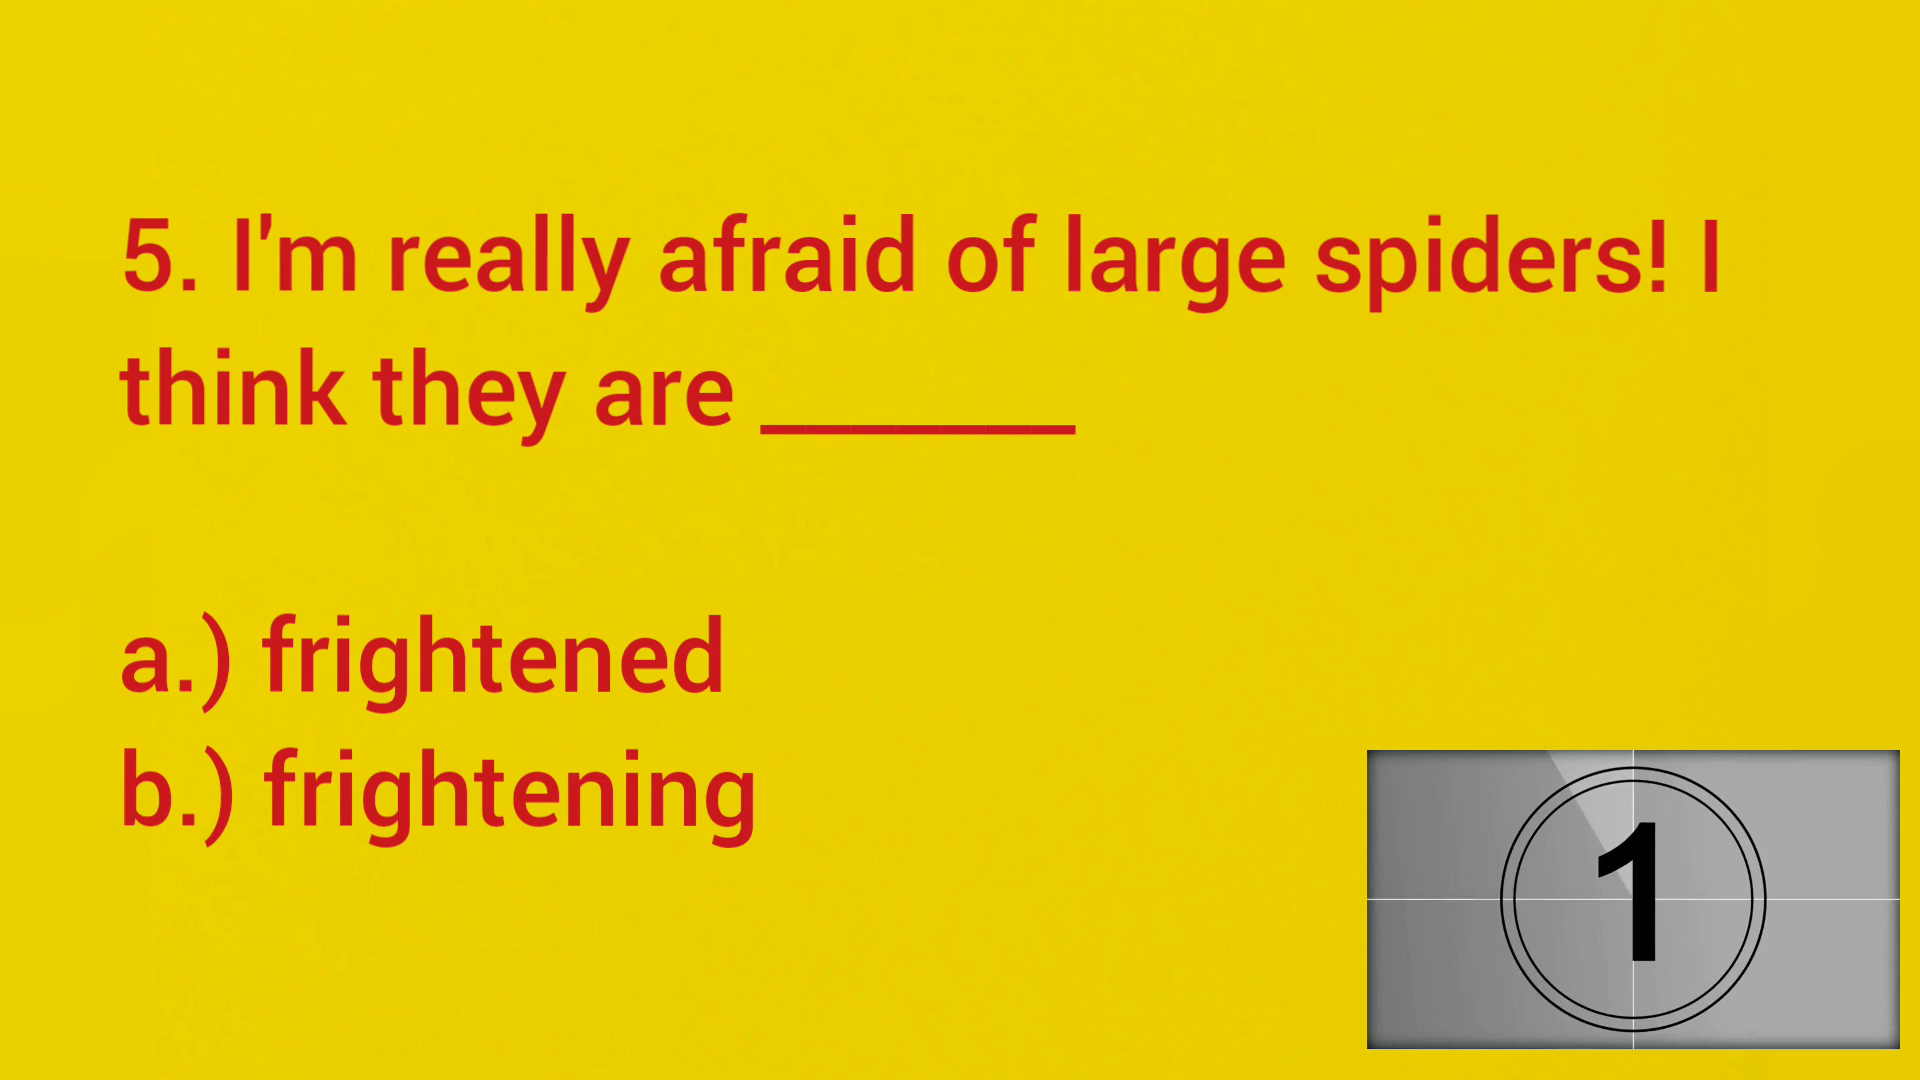 5. I'm really afraid of large spiders! I
think they are _______
a.) frightened
b.) frightening
1